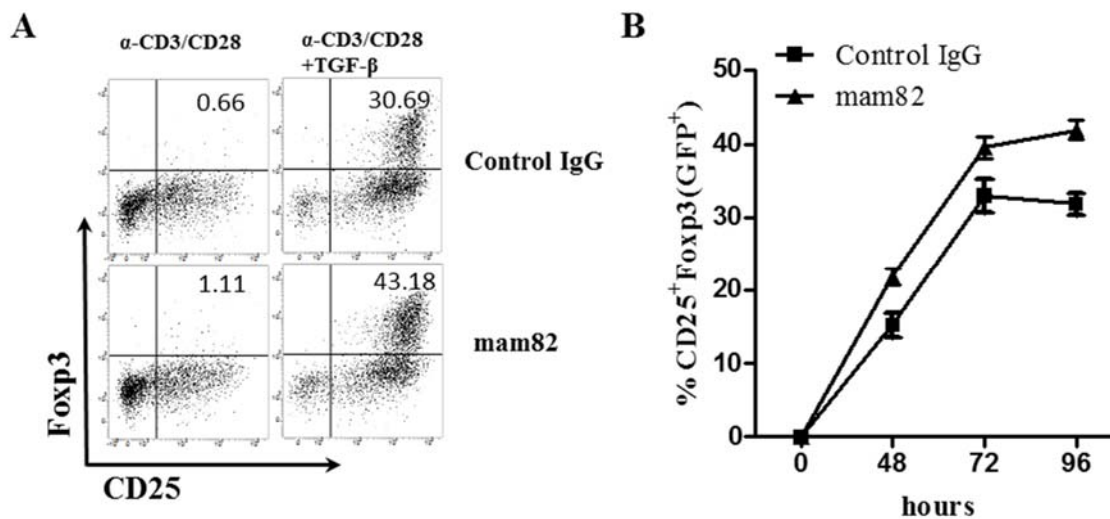 A
α-CD3/CD28
α-CD3/CD28
+TGF-β
0.66
30.69
Control IgG
1.11
43.18
mam82
Foxp3
CD25
B
Control IgG
mam82
50
40
30
20
10
0
% CD25+Foxp3(GFP+)
0 48 72 96
hours